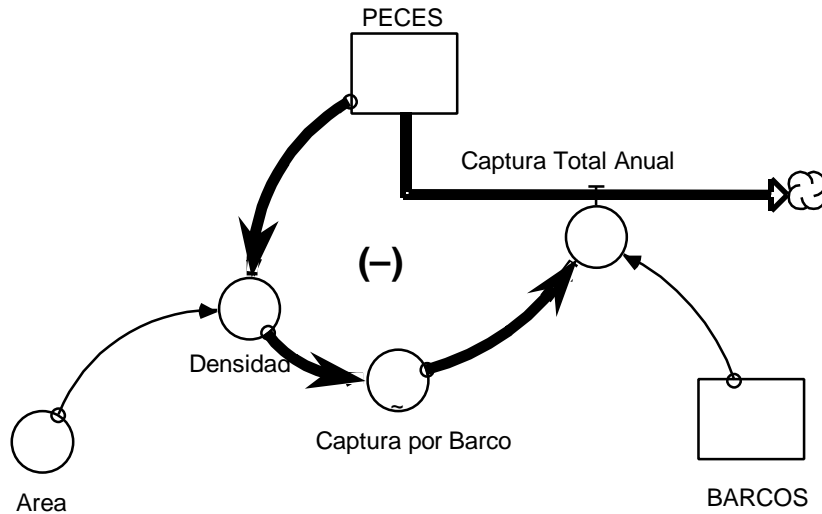 PECES
Captura Total Anual
(–)
Densidad
~
Captura por Barco
Area
BARCOS